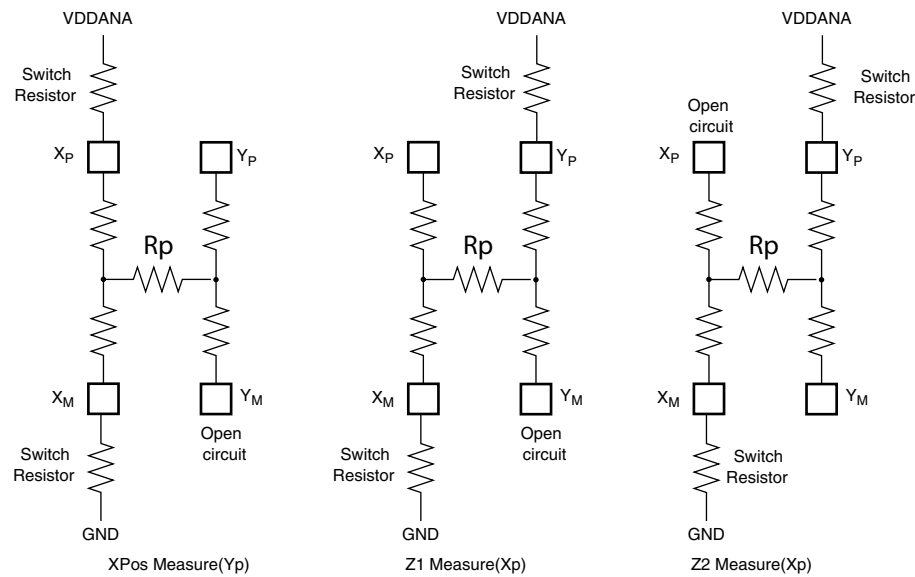 VDDANA
Switch
Resistor
XP
YP
Rp
XM
YM
Open
circuit
Switch
Resistor
GND
XPos Measure(Yp)
VDDANA
Switch
Resistor
XP
YP
Rp
XM
YM
Open
circuit
Switch
Resistor
GND
Z1 Measure(Xp)
VDDANA
Switch
Resistor
Open
circuit
XP
YP
Rp
XM
YM
Switch
Resistor
GND
Z2 Measure(Xp)